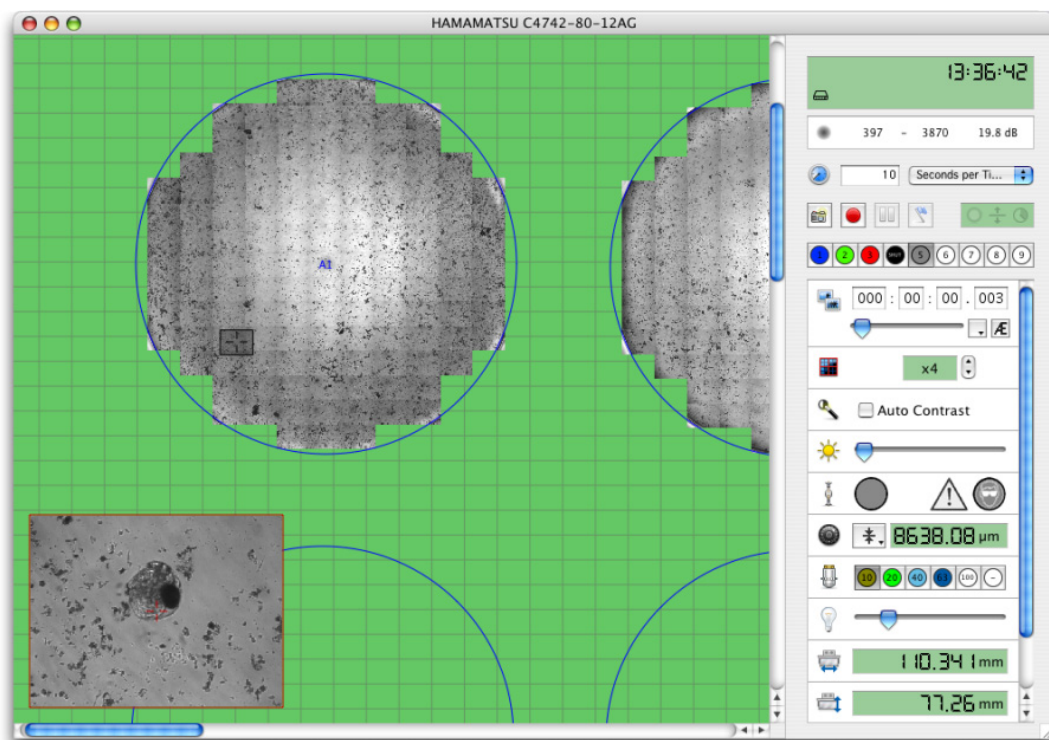 HAMAMATSU C4742-80-12AG
13:36:42
397 - 3870 19.8 dB
10 Seconds per Ti...
1 2 3 SHUT 5 6 7 8 9
A1
000 : 00 : 00 . 003
Æ
x4
Auto Contrast
8638.08 µm
10 20 40 63 100 -
110.341 mm
77.26 mm